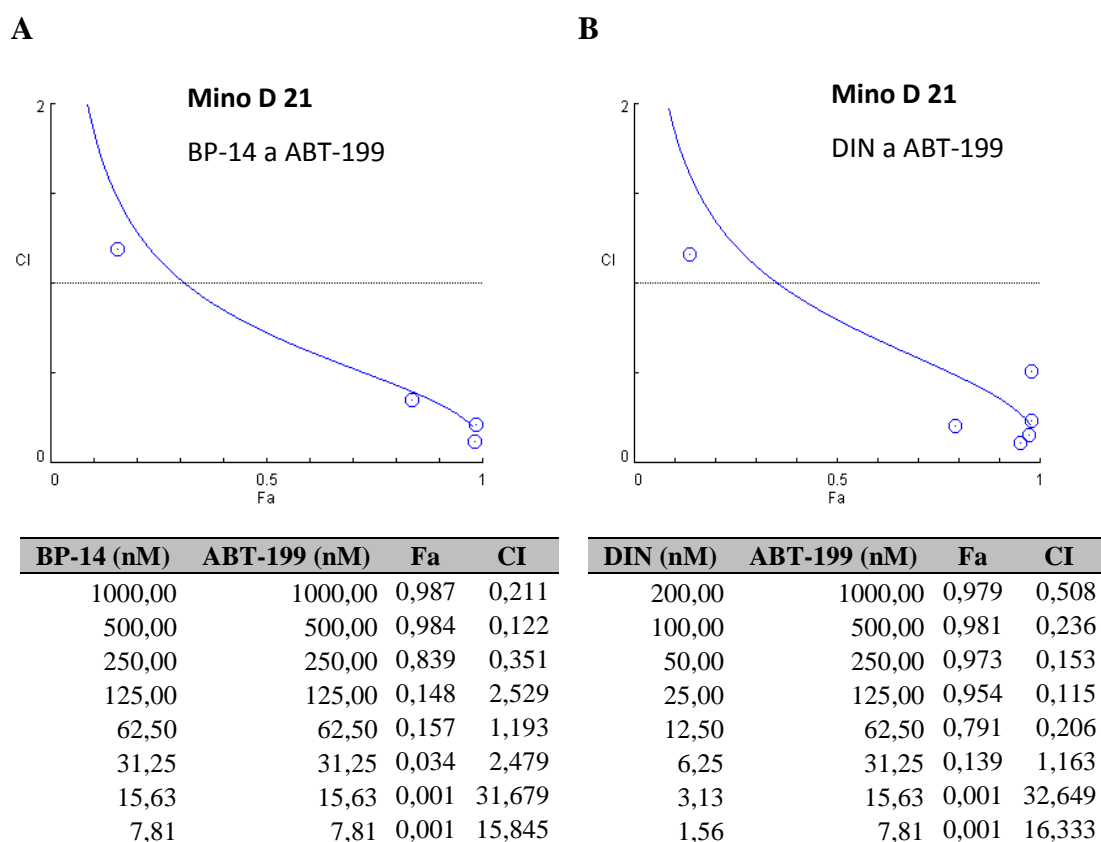 A
Mino D 21
BP-14 a ABT-199
2
CI
0
0
0.5
1
Fa
BP-14 (nM) ABT-199 (nM) Fa CI
1000,00 1000,00 0,987 0,211
500,00 500,00 0,984 0,122
250,00 250,00 0,839 0,351
125,00 125,00 0,148 2,529
62,50 62,50 0,157 1,193
31,25 31,25 0,034 2,479
15,63 15,63 0,001 31,679
7,81 7,81 0,001 15,845
B
Mino D 21
DIN a ABT-199
2
CI
0
0
0.5
1
Fa
DIN (nM) ABT-199 (nM) Fa CI
200,00 1000,00 0,979 0,508
100,00 500,00 0,981 0,236
50,00 250,00 0,973 0,153
25,00 125,00 0,954 0,115
12,50 62,50 0,791 0,206
6,25 31,25 0,139 1,163
3,13 15,63 0,001 32,649
1,56 7,81 0,001 16,333